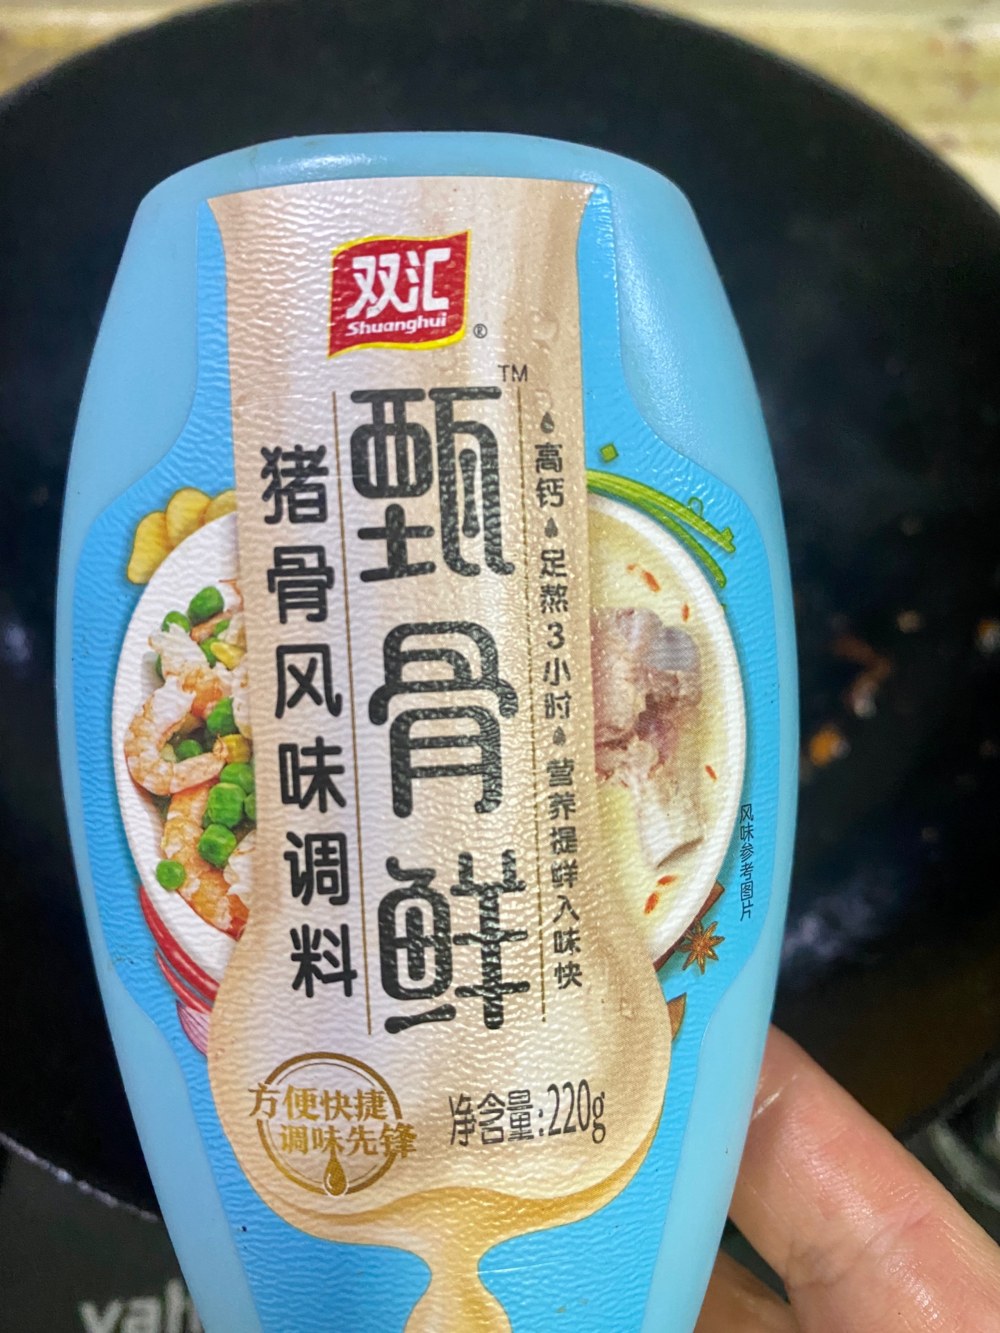 双汇
Shuanghui
®
TM
甄骨鲜
猪骨风味调料
高钙·足熬3小时·营养提鲜入味快
风味参考图片
方便快捷
调味先锋
净含量:220g
yah